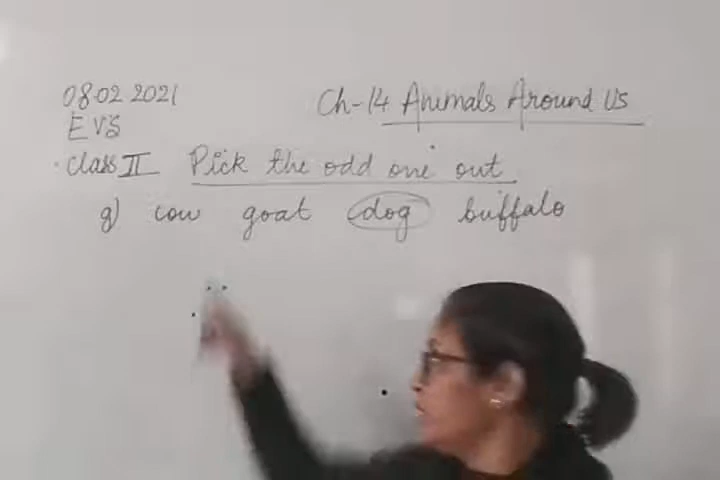 08.02.2021 Ch-14 Animals Around Us
EVS
Class II Pick the odd one out
g) cow goat dog buffalo